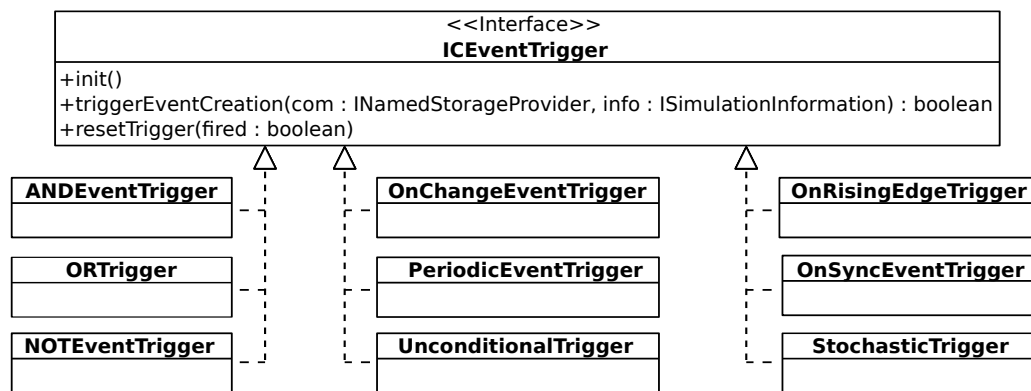 <<Interface>>
ICEventTrigger
+init()
+triggerEventCreation(com : INamedStorageProvider, info : ISimulationInformation) : boolean
+resetTrigger(fired : boolean)
ANDEventTrigger
OnChangeEventTrigger
OnRisingEdgeTrigger
ORTrigger
PeriodicEventTrigger
OnSyncEventTrigger
NOTEventTrigger
UnconditionalTrigger
StochasticTrigger